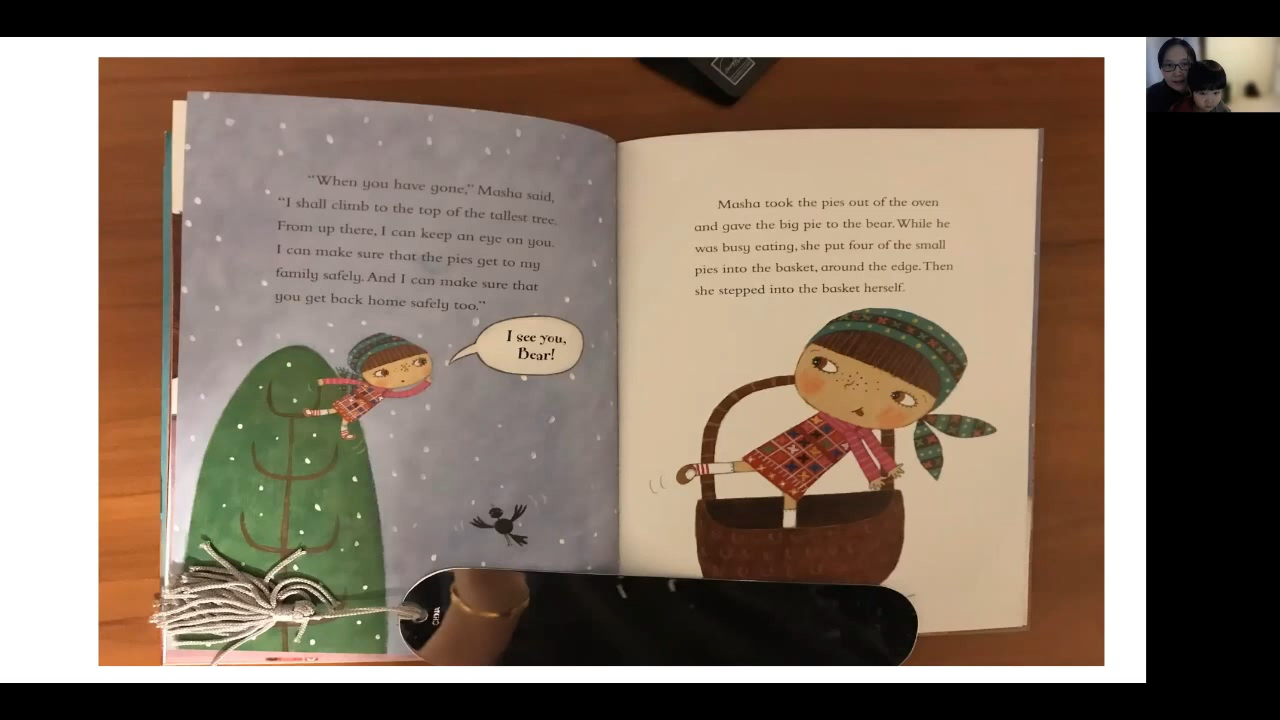 “When you have gone,” Masha said,
“I shall climb to the top of the tallest tree.
From up there, I can keep an eye on you.
I can make sure that the pies get to my
family safely. And I can make sure that
you get back home safely too.”
I see you,
Bear!
Masha took the pies out of the oven
and gave the big pie to the bear. While he
was busy eating, she put four of the small
pies into the basket, around the edge. Then
she stepped into the basket herself.
CHINA